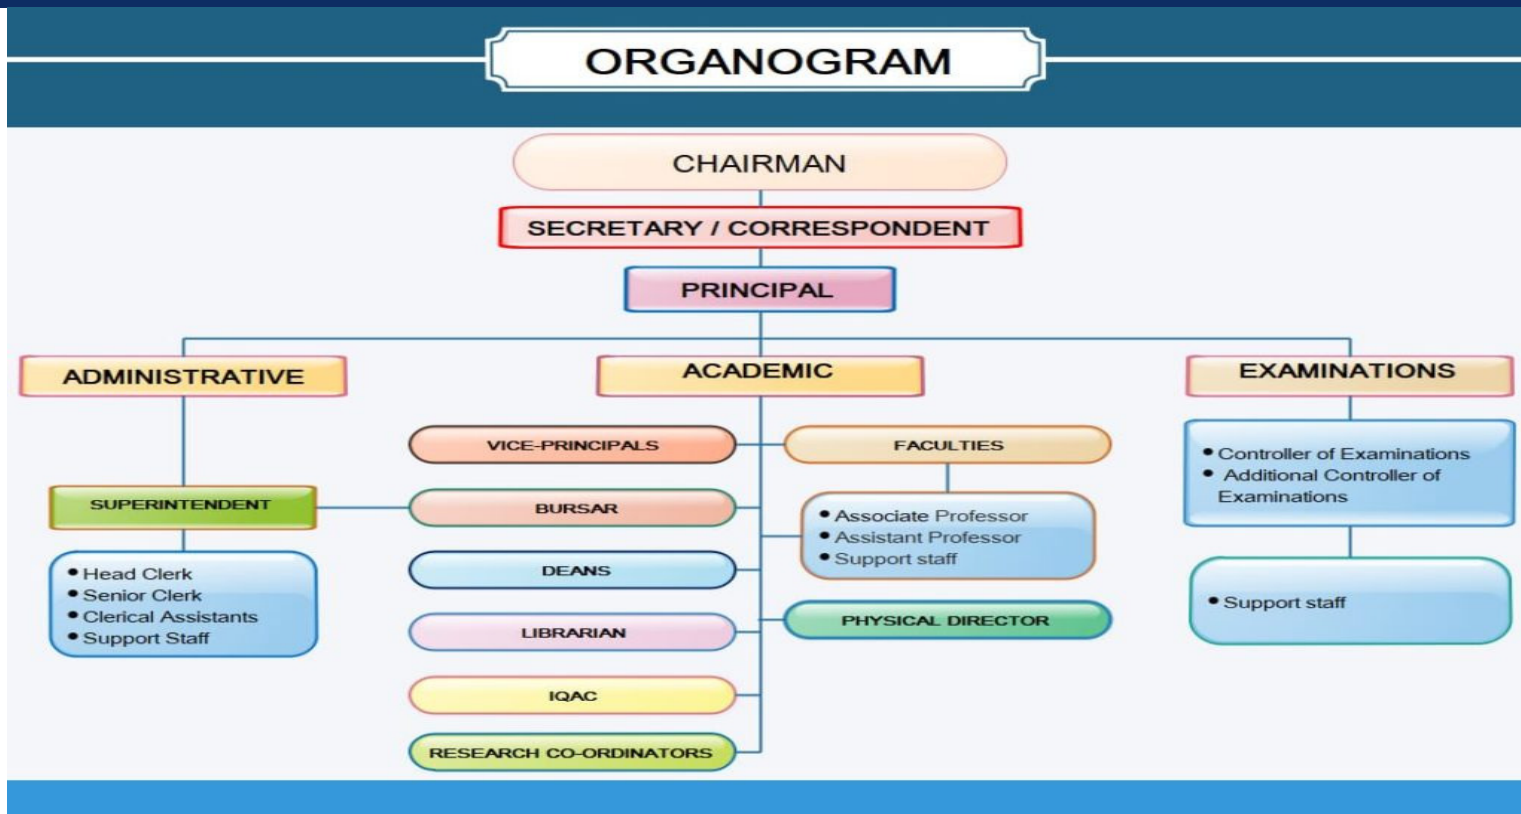 ORGANOGRAM
CHAIRMAN
SECRETARY / CORRESPONDENT
PRINCIPAL
ADMINISTRATIVE
ACADEMIC
EXAMINATIONS
SUPERINTENDENT
• Head Clerk
• Senior Clerk
• Clerical Assistants
• Support Staff
VICE-PRINCIPALS
BURSAR
DEANS
LIBRARIAN
IQAC
RESEARCH CO-ORDINATORS
FACULTIES
• Associate Professor
• Assistant Professor
• Support staff
PHYSICAL DIRECTOR
• Controller of Examinations
• Additional Controller of
Examinations
• Support staff